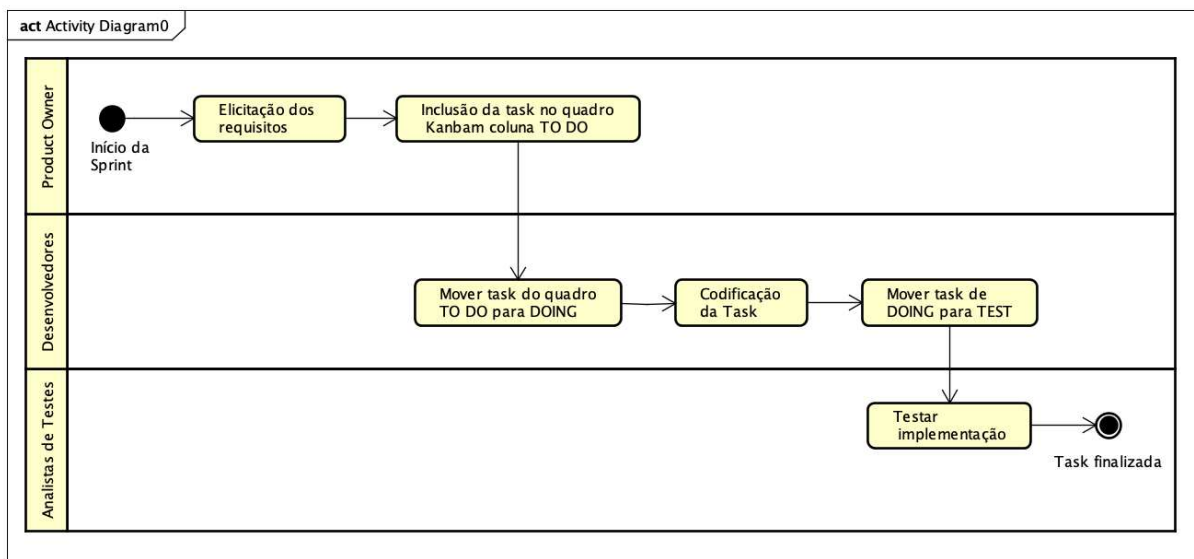 act Activity Diagram0
Product Owner
Início da
Sprint
Elicitação dos
requisitos
Inclusão da task no quadro
Kanbam coluna TO DO
Desenvolvedores
Mover task do quadro
TO DO para DOING
Codificação
da Task
Mover task de
DOING para TEST
Analistas de Testes
Testar
implementação
Task finalizada